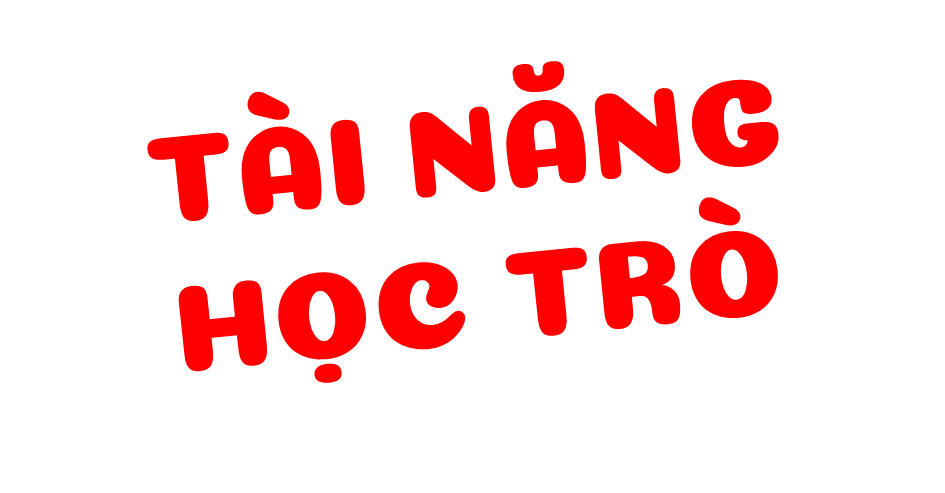 TÀI NĂNG
HỌC TRÒ